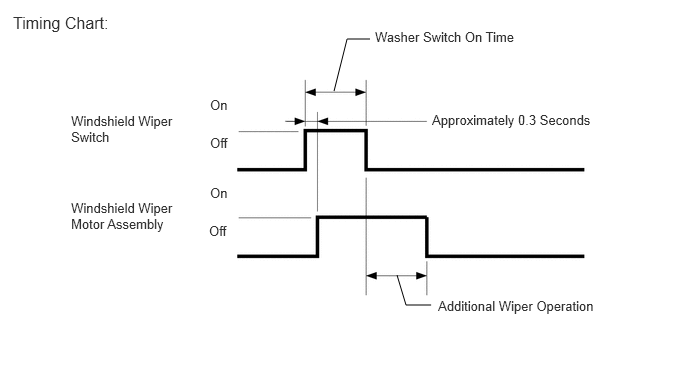 Timing Chart:
Washer Switch On Time
On
Windshield Wiper
Switch
Approximately 0.3 Seconds
Off
On
Windshield Wiper
Motor Assembly
Off
Additional Wiper Operation